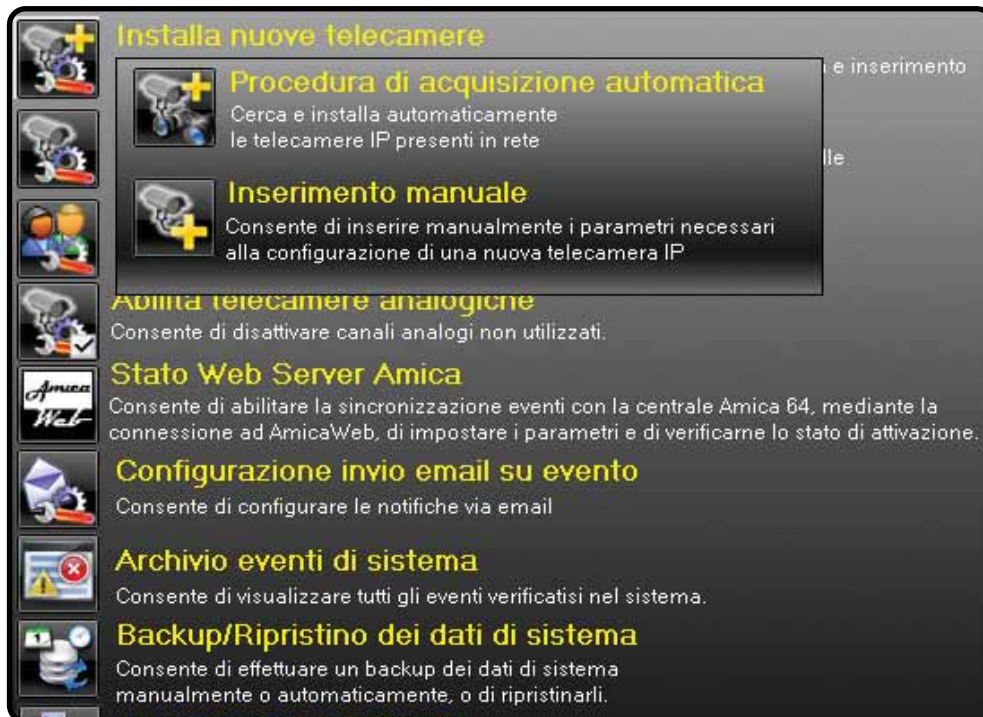 Installa nuove telecamere
e inserimento
Procedura di acquisizione automatica
Cerca e installa automaticamente
le telecamere IP presenti in rete
lle
Inserimento manuale
Consente di inserire manualmente i parametri necessari
alla configurazione di una nuova telecamera IP
Abilita telecamere analogiche
Consente di disattivare canali analogi non utilizzati.
Amica
Web
Stato Web Server Amica
Consente di abilitare la sincronizzazione eventi con la centrale Amica 64, mediante la
connessione ad AmicaWeb, di impostare i parametri e di verificarne lo stato di attivazione.
Configurazione invio email su evento
Consente di configurare le notifiche via email
Archivio eventi di sistema
Consente di visualizzare tutti gli eventi verificatisi nel sistema.
1
Backup/Ripristino dei dati di sistema
Consente di effettuare un backup dei dati di sistema
manualmente o automaticamente, o di ripristinarli.